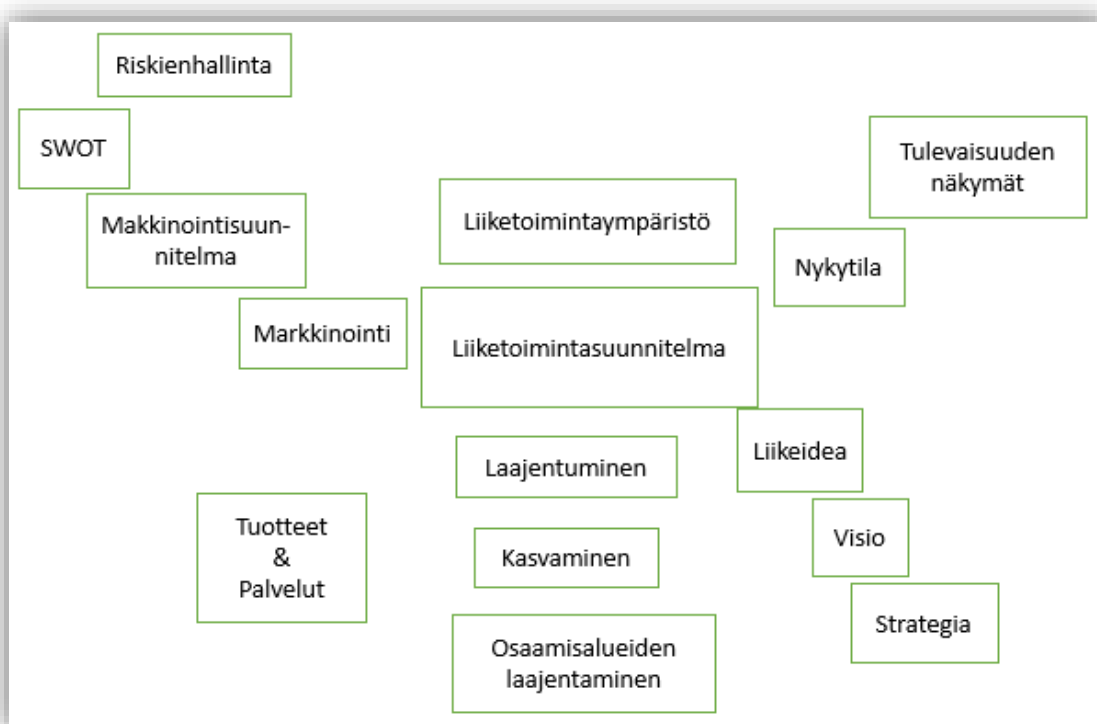 Riskienhallinta
SWOT
Tulevaisuuden
näkymät
Makkinointisuun-
nitelma
Liiketoimintaympäristö
Nykytila
Markkinointi
Liiketoimintasuunnitelma
Liikeidea
Laajentuminen
Tuotteet
&
Palvelut
Visio
Kasvaminen
Strategia
Osaamisalueiden
laajentaminen